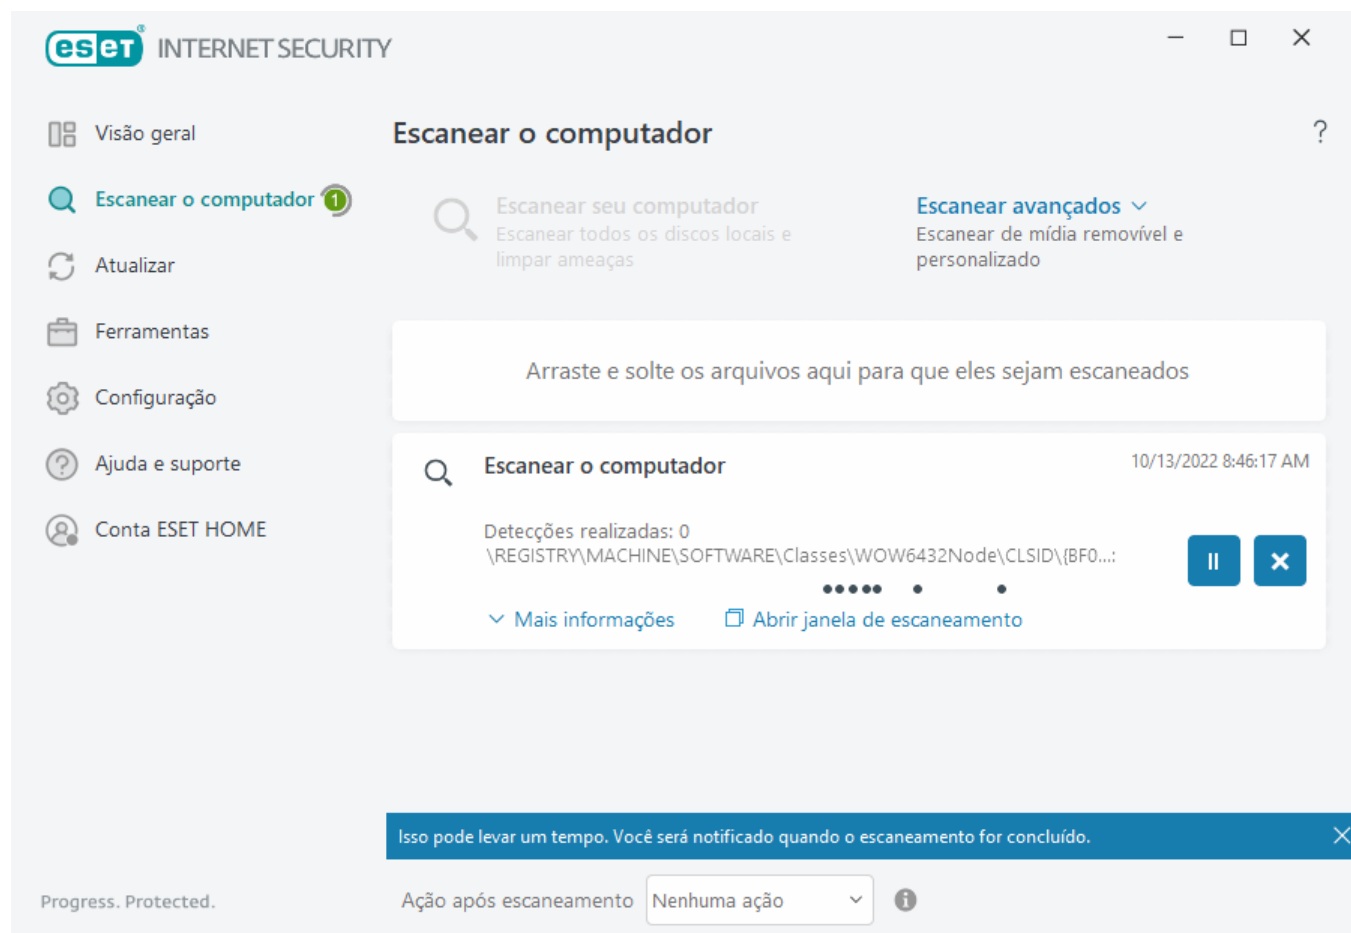 eset® INTERNET SECURITY
Visão geral
Escanear o computador 1
Atualizar
Ferramentas
Configuração
Ajuda e suporte
Conta ESET HOME
Progress. Protected.
Escanear o computador
?
Escanear seu computador
Escanear todos os discos locais e
limpar ameaças
Escanear avançados
Escanear de mídia removível e
personalizado
Arraste e solte os arquivos aqui para que eles sejam escaneados
Escanear o computador
10/13/2022 8:46:17 AM
Detecções realizadas: 0
\REGISTRY\MACHINE\SOFTWARE\Classes\WOW6432Node\CLSID\{BF0...:
Mais informações
Abrir janela de escaneamento
Isso pode levar um tempo. Você será notificado quando o escaneamento for concluído.
Ação após escaneamento
Nenhuma ação